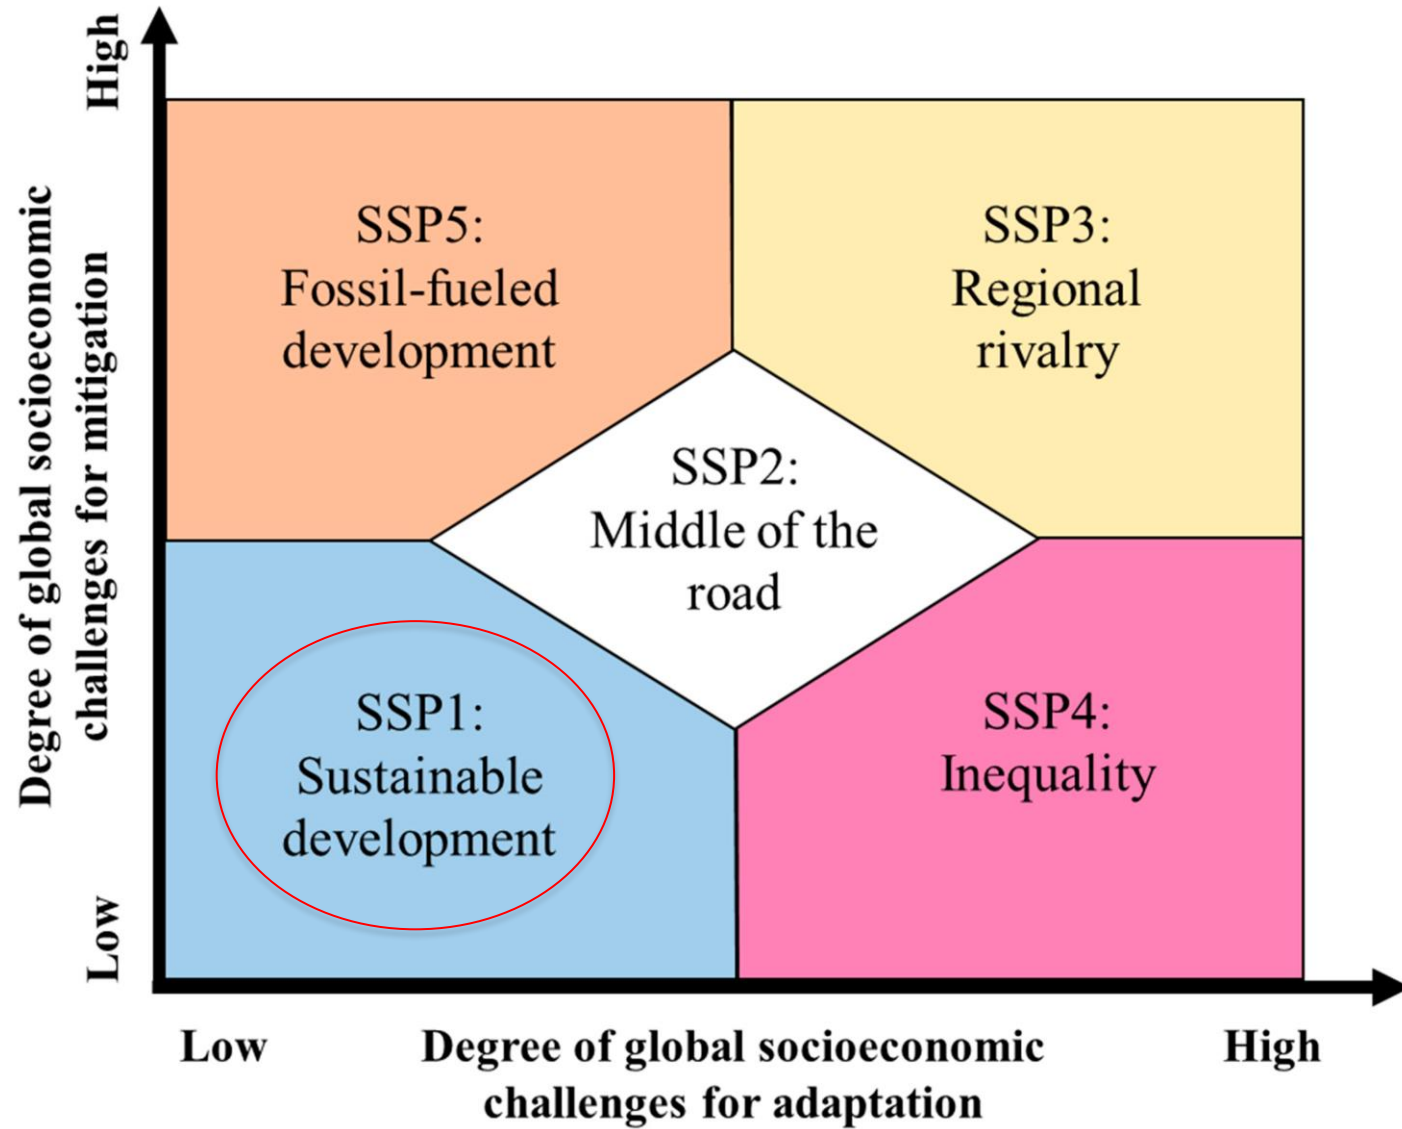 High
Degree of global socioeconomic
challenges for mitigation
Low
SSP5:
Fossil-fueled
development
SSP3:
Regional
rivalry
SSP2:
Middle of the
road
SSP1:
Sustainable
development
SSP4:
Inequality
Low
Degree of global socioeconomic
challenges for adaptation
High